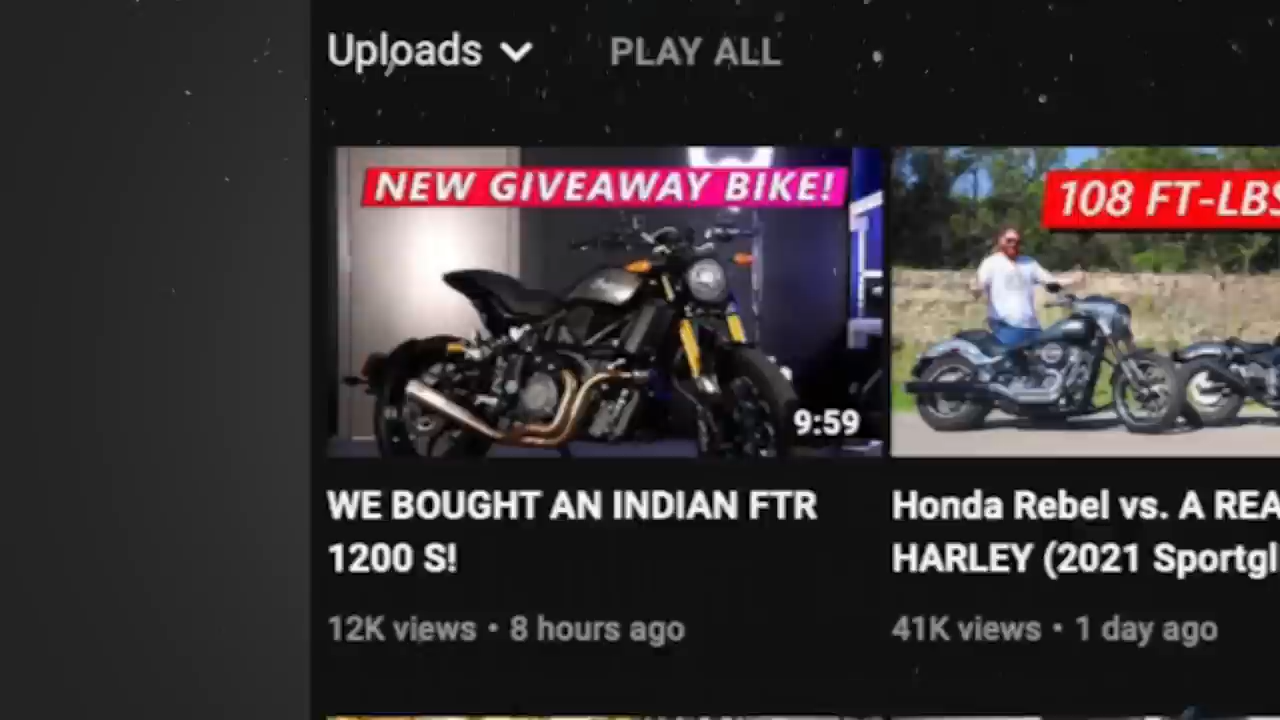 Uploads PLAY ALL
NEW GIVEAWAY BIKE!
108 FT-LBS
9:59
WE BOUGHT AN INDIAN FTR
1200 S!
12K views • 8 hours ago
Honda Rebel vs. A REA
HARLEY (2021 Sportgl
41K views • 1 day ago